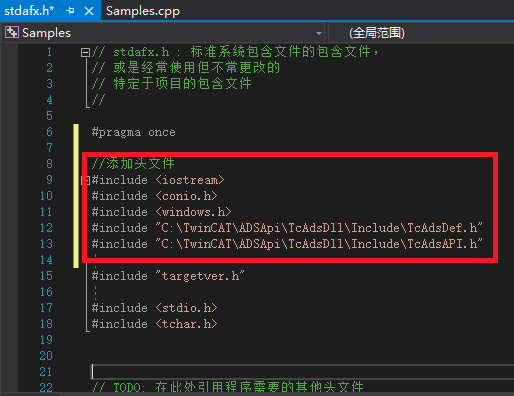 stdafx.h*
Samples.cpp
Samples
(全局范围)
1 // stdafx.h : 标准系统包含文件的包含文件，
2 // 或是经常使用但不常更改的
3 // 特定于项目的包含文件
4 //
5
6 #pragma once
7
8 //添加头文件
9 #include <iostream>
10 #include <conio.h>
11 #include <windows.h>
12 #include "C:\TwinCAT\ADSApi\TcAdsDll\Include\TcAdsDef.h"
13 #include "C:\TwinCAT\ADSApi\TcAdsDll\Include\TcAdsAPI.h"
14
15 #include "targetver.h"
16
17 #include <stdio.h>
18 #include <tchar.h>
19
20
21
22 // TODO: 在此处引用程序需要的其他头文件